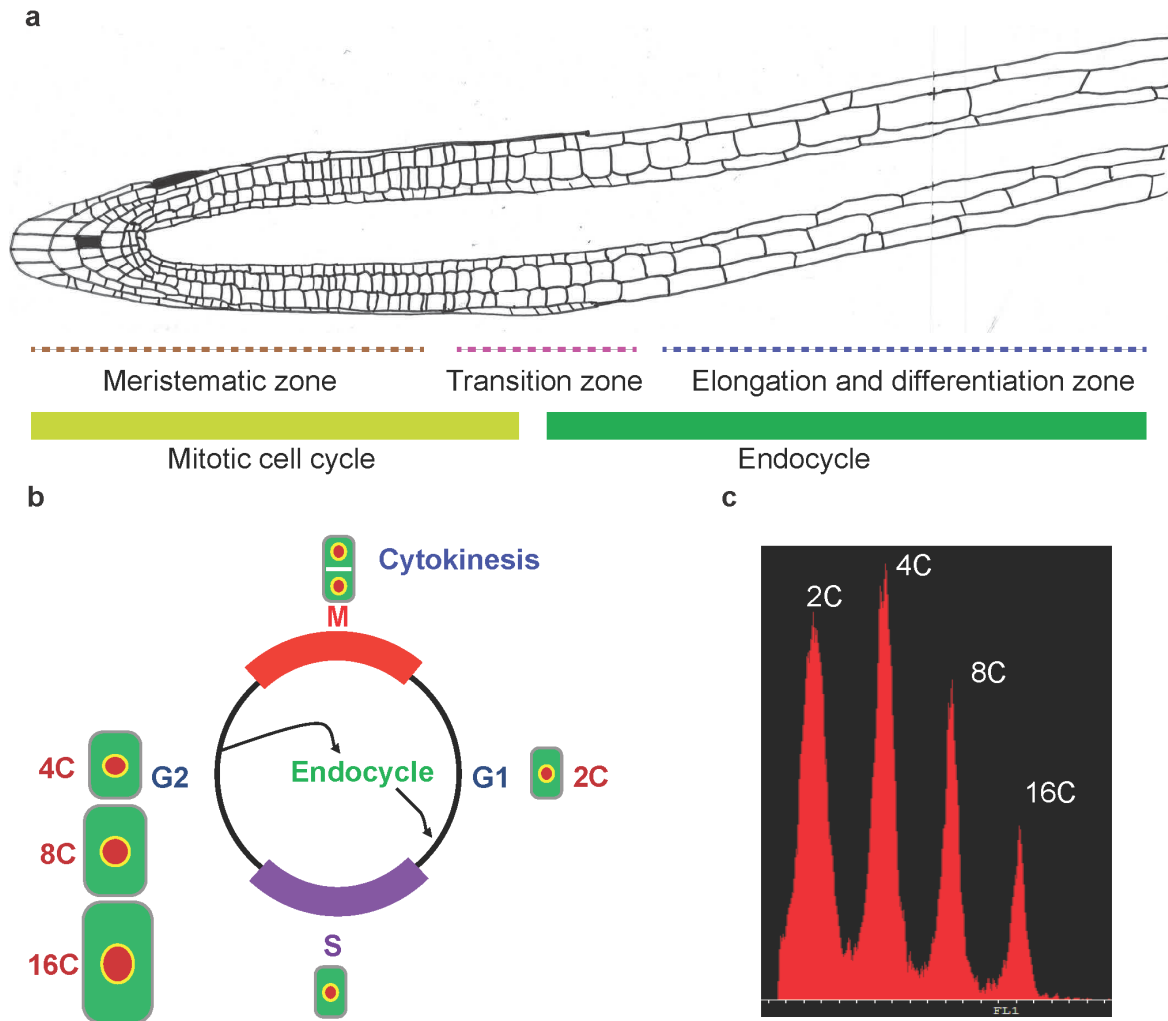 a
Meristematic zone
Transition zone
Elongation and differentiation zone
Mitotic cell cycle
Endocycle
b
Cytokinesis
M
4C
G2
Endocycle
G1
2C
8C
16C
S
c
2C
4C
8C
16C
FL1